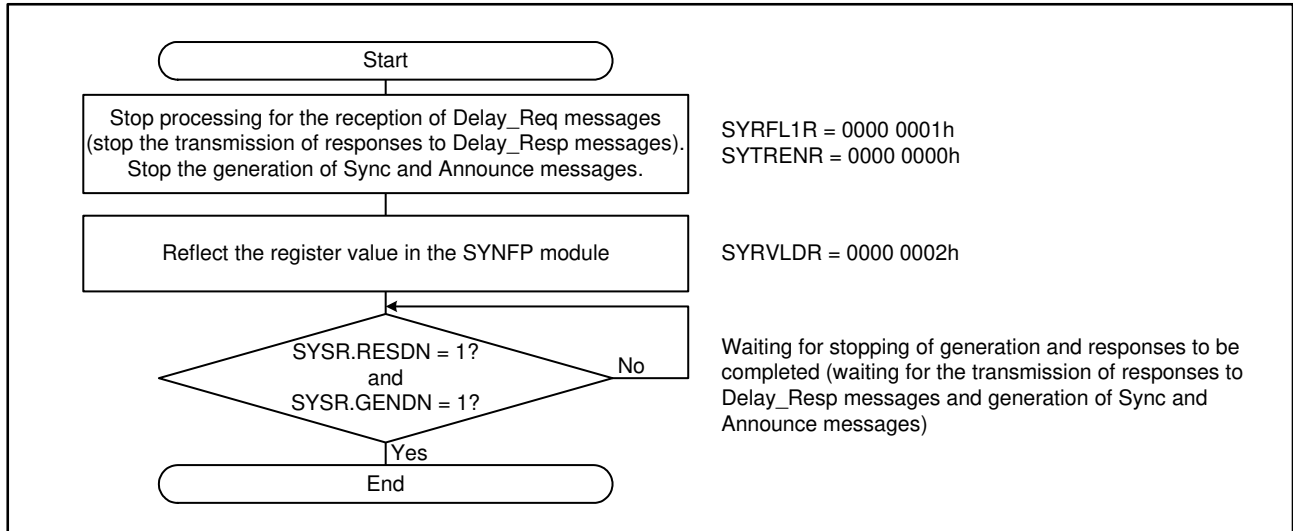 Start
Stop processing for the reception of Delay_Req messages
(stop the transmission of responses to Delay_Resp messages).
Stop the generation of Sync and Announce messages.
SYRFL1R = 0000 0001h
SYTRENR = 0000 0000h
Reflect the register value in the SYNFP module
SYRVLDR = 0000 0002h
SYSR.RESDN = 1?
and
SYSR.GENDN = 1?
No
Waiting for stopping of generation and responses to be
completed (waiting for the transmission of responses to
Delay_Resp messages and generation of Sync and
Announce messages)
Yes
End